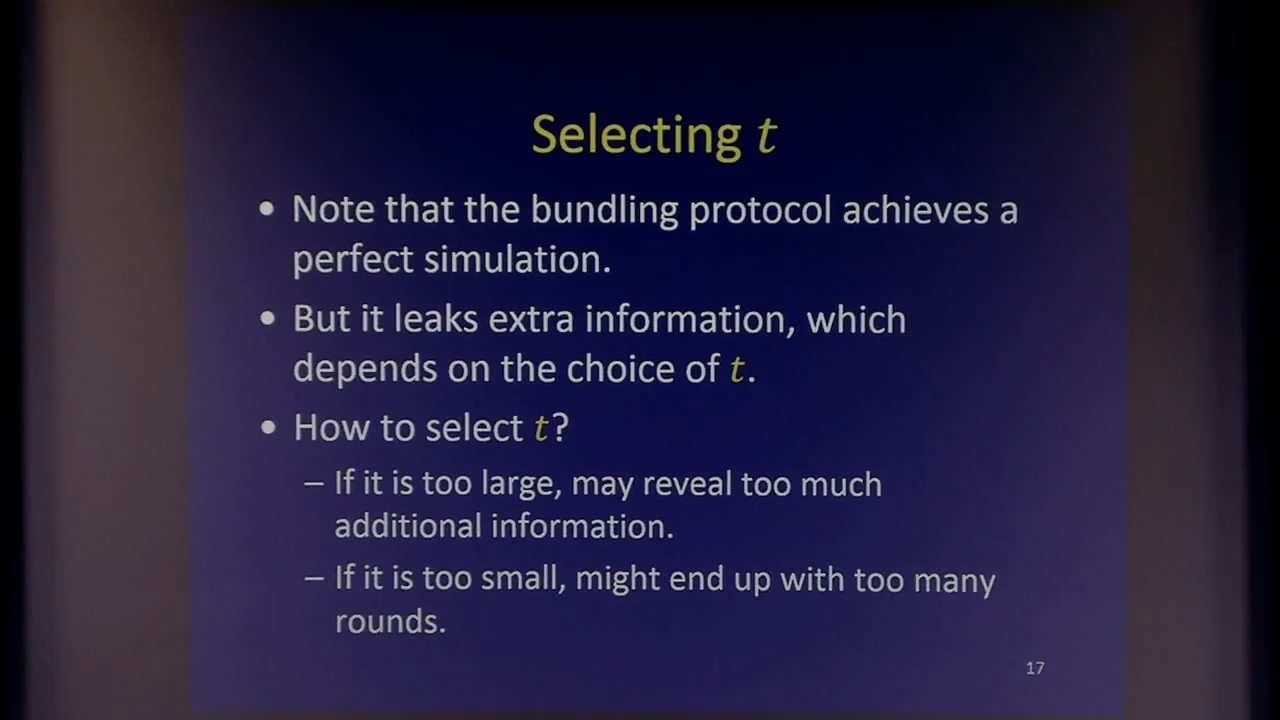 Selecting t
• Note that the bundling protocol achieves a
perfect simulation.
• But it leaks extra information, which
depends on the choice of t.
• How to select t?
– If it is too large, may reveal too much
additional information.
– If it is too small, might end up with too many
rounds.
17